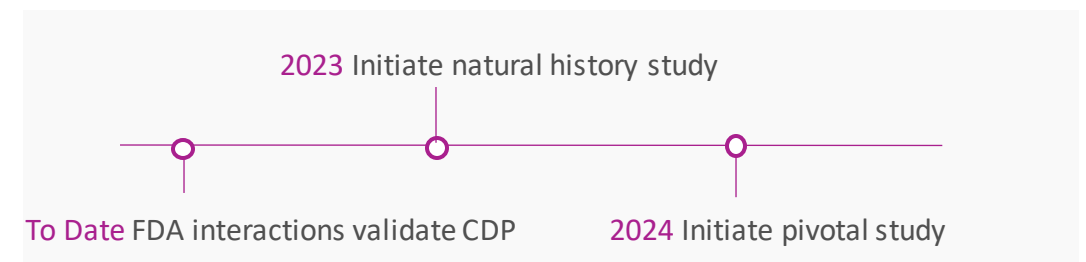 2023 Initiate natural history study
To Date FDA interactions validate CDP
2024 Initiate pivotal study